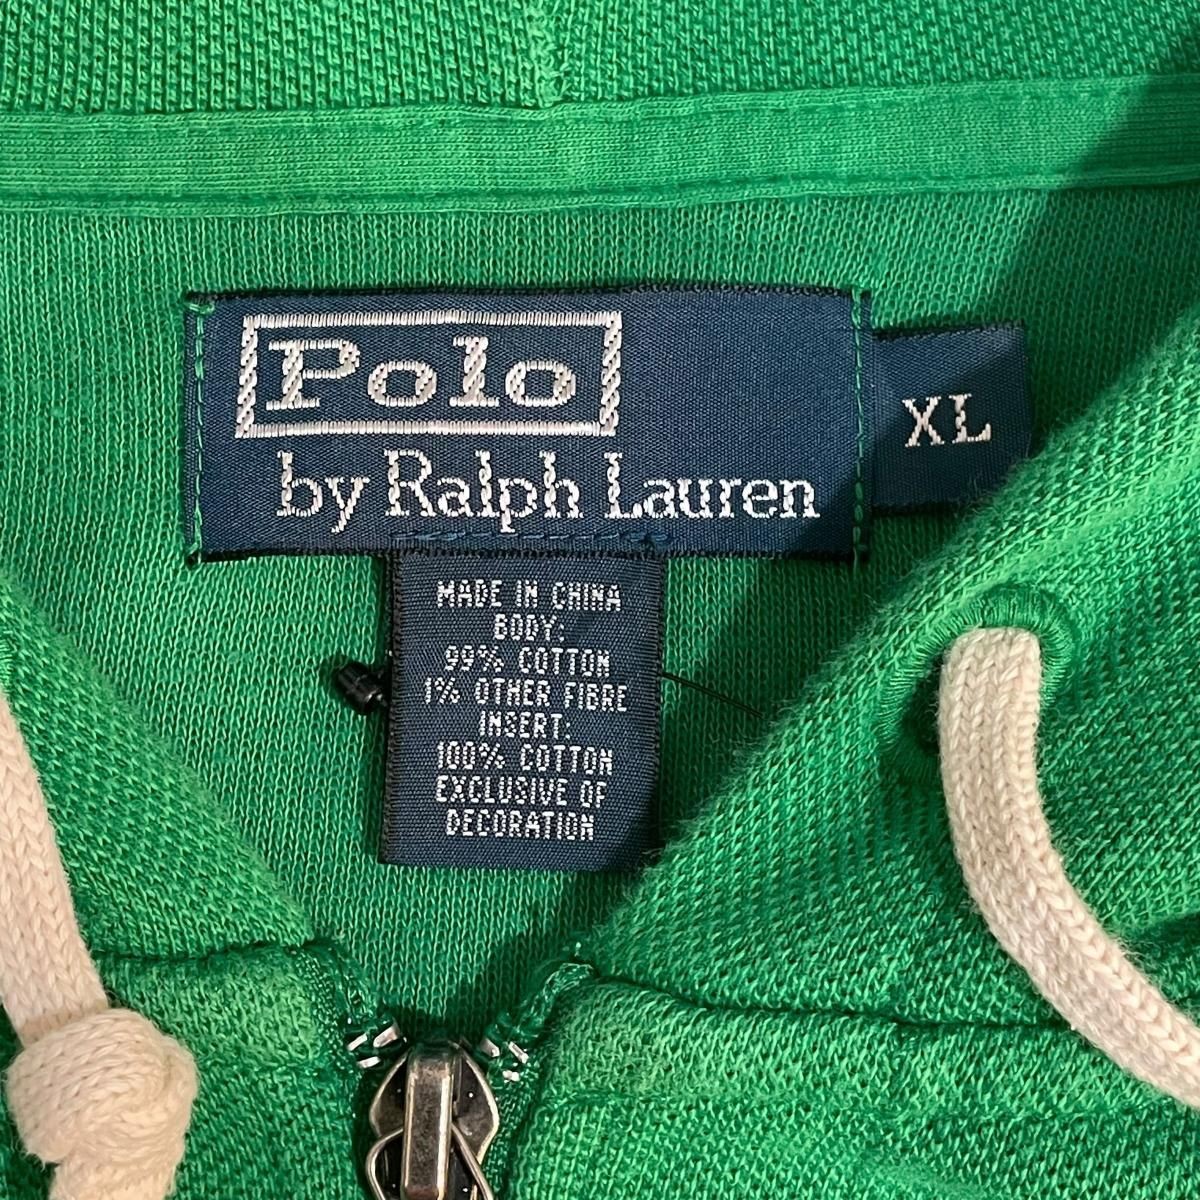 Polo
by Ralph Lauren
XL
MADE IN CHINA
BODY:
99% COTTON
1% OTHER FIBRE
INSERT:
100% COTTON
EXCLUSIVE OF
DECORATION